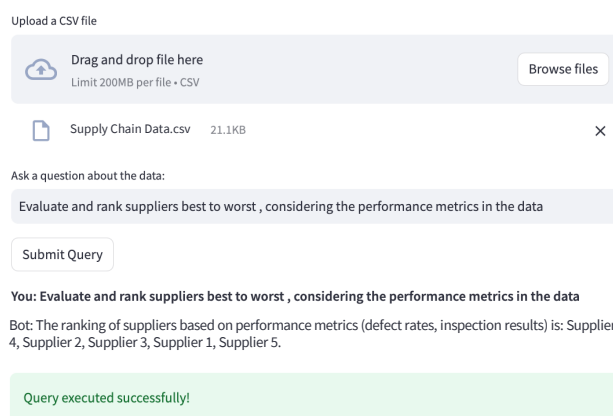 Upload a CSV file
Drag and drop file here
Limit 200MB per file • CSV
Browse files
Supply Chain Data.csv 21.1KB
Ask a question about the data:
Evaluate and rank suppliers best to worst , considering the performance metrics in the data
Submit Query
You: Evaluate and rank suppliers best to worst , considering the performance metrics in the data
Bot: The ranking of suppliers based on performance metrics (defect rates, inspection results) is: Supplier
4, Supplier 2, Supplier 3, Supplier 1, Supplier 5.
Query executed successfully!